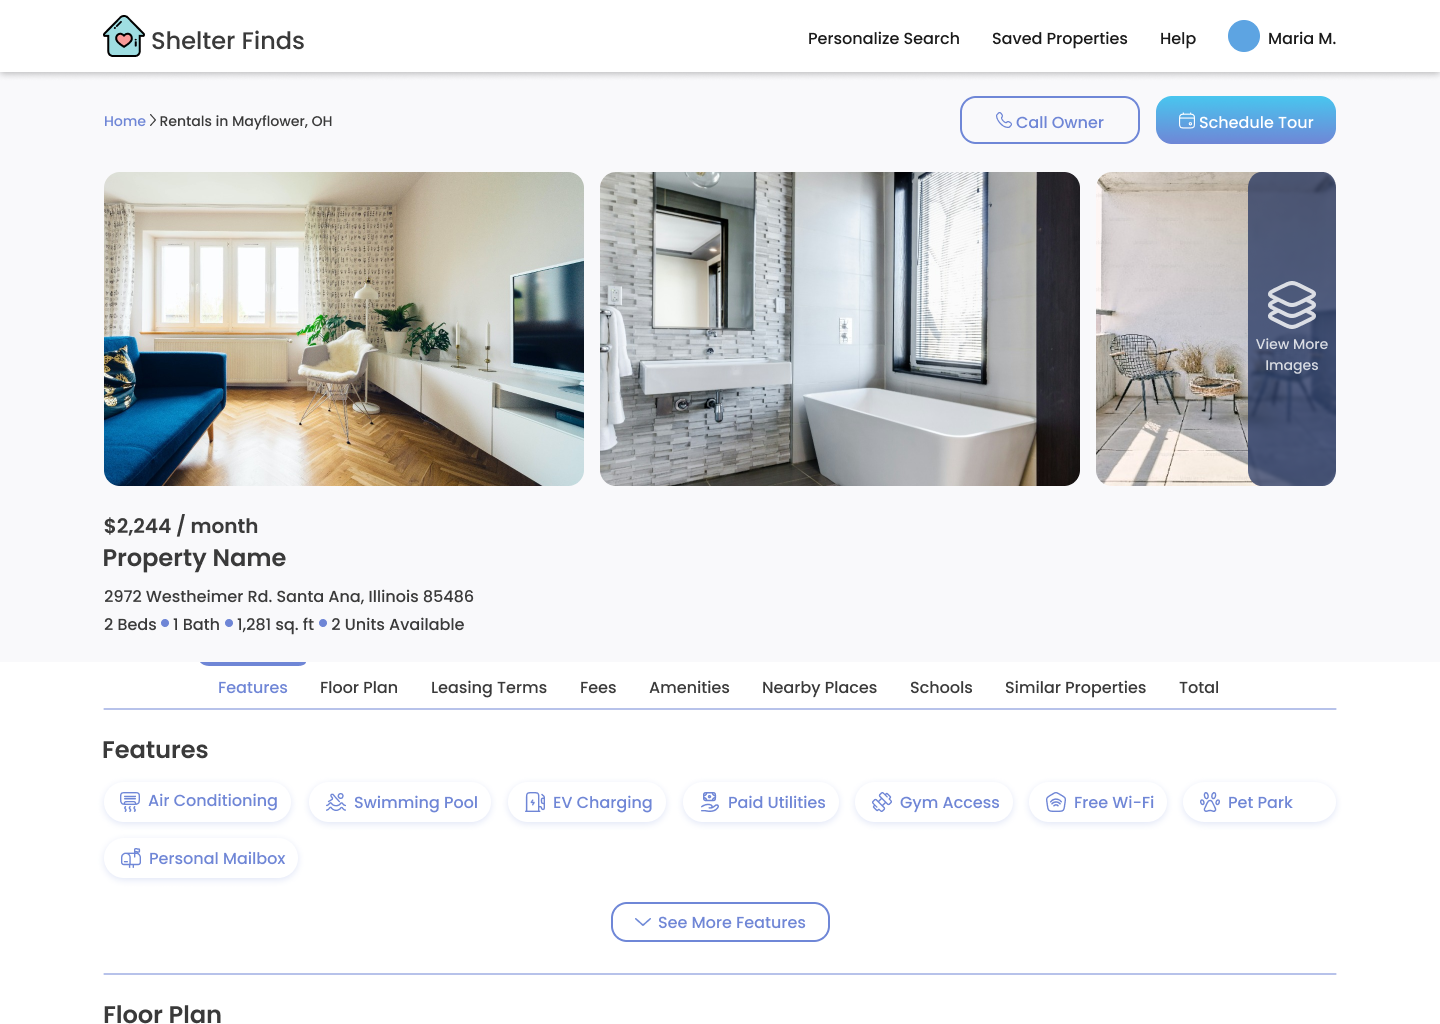 Shelter Finds
Personalize Search
Saved Properties
Help
Maria M.
Home
Rentals in Mayflower, OH
Call Owner
Schedule Tour
View More
Images
$2,244 / month
Property Name
2972 Westheimer Rd. Santa Ana, Illinois 85486
2 Beds • 1 Bath • 1,281 sq. ft • 2 Units Available
Features
Floor Plan
Leasing Terms
Fees
Amenities
Nearby Places
Schools
Similar Properties
Total
Features
Air Conditioning
Swimming Pool
EV Charging
Paid Utilities
Gym Access
Free Wi-Fi
Pet Park
Personal Mailbox
See More Features
Floor Plan